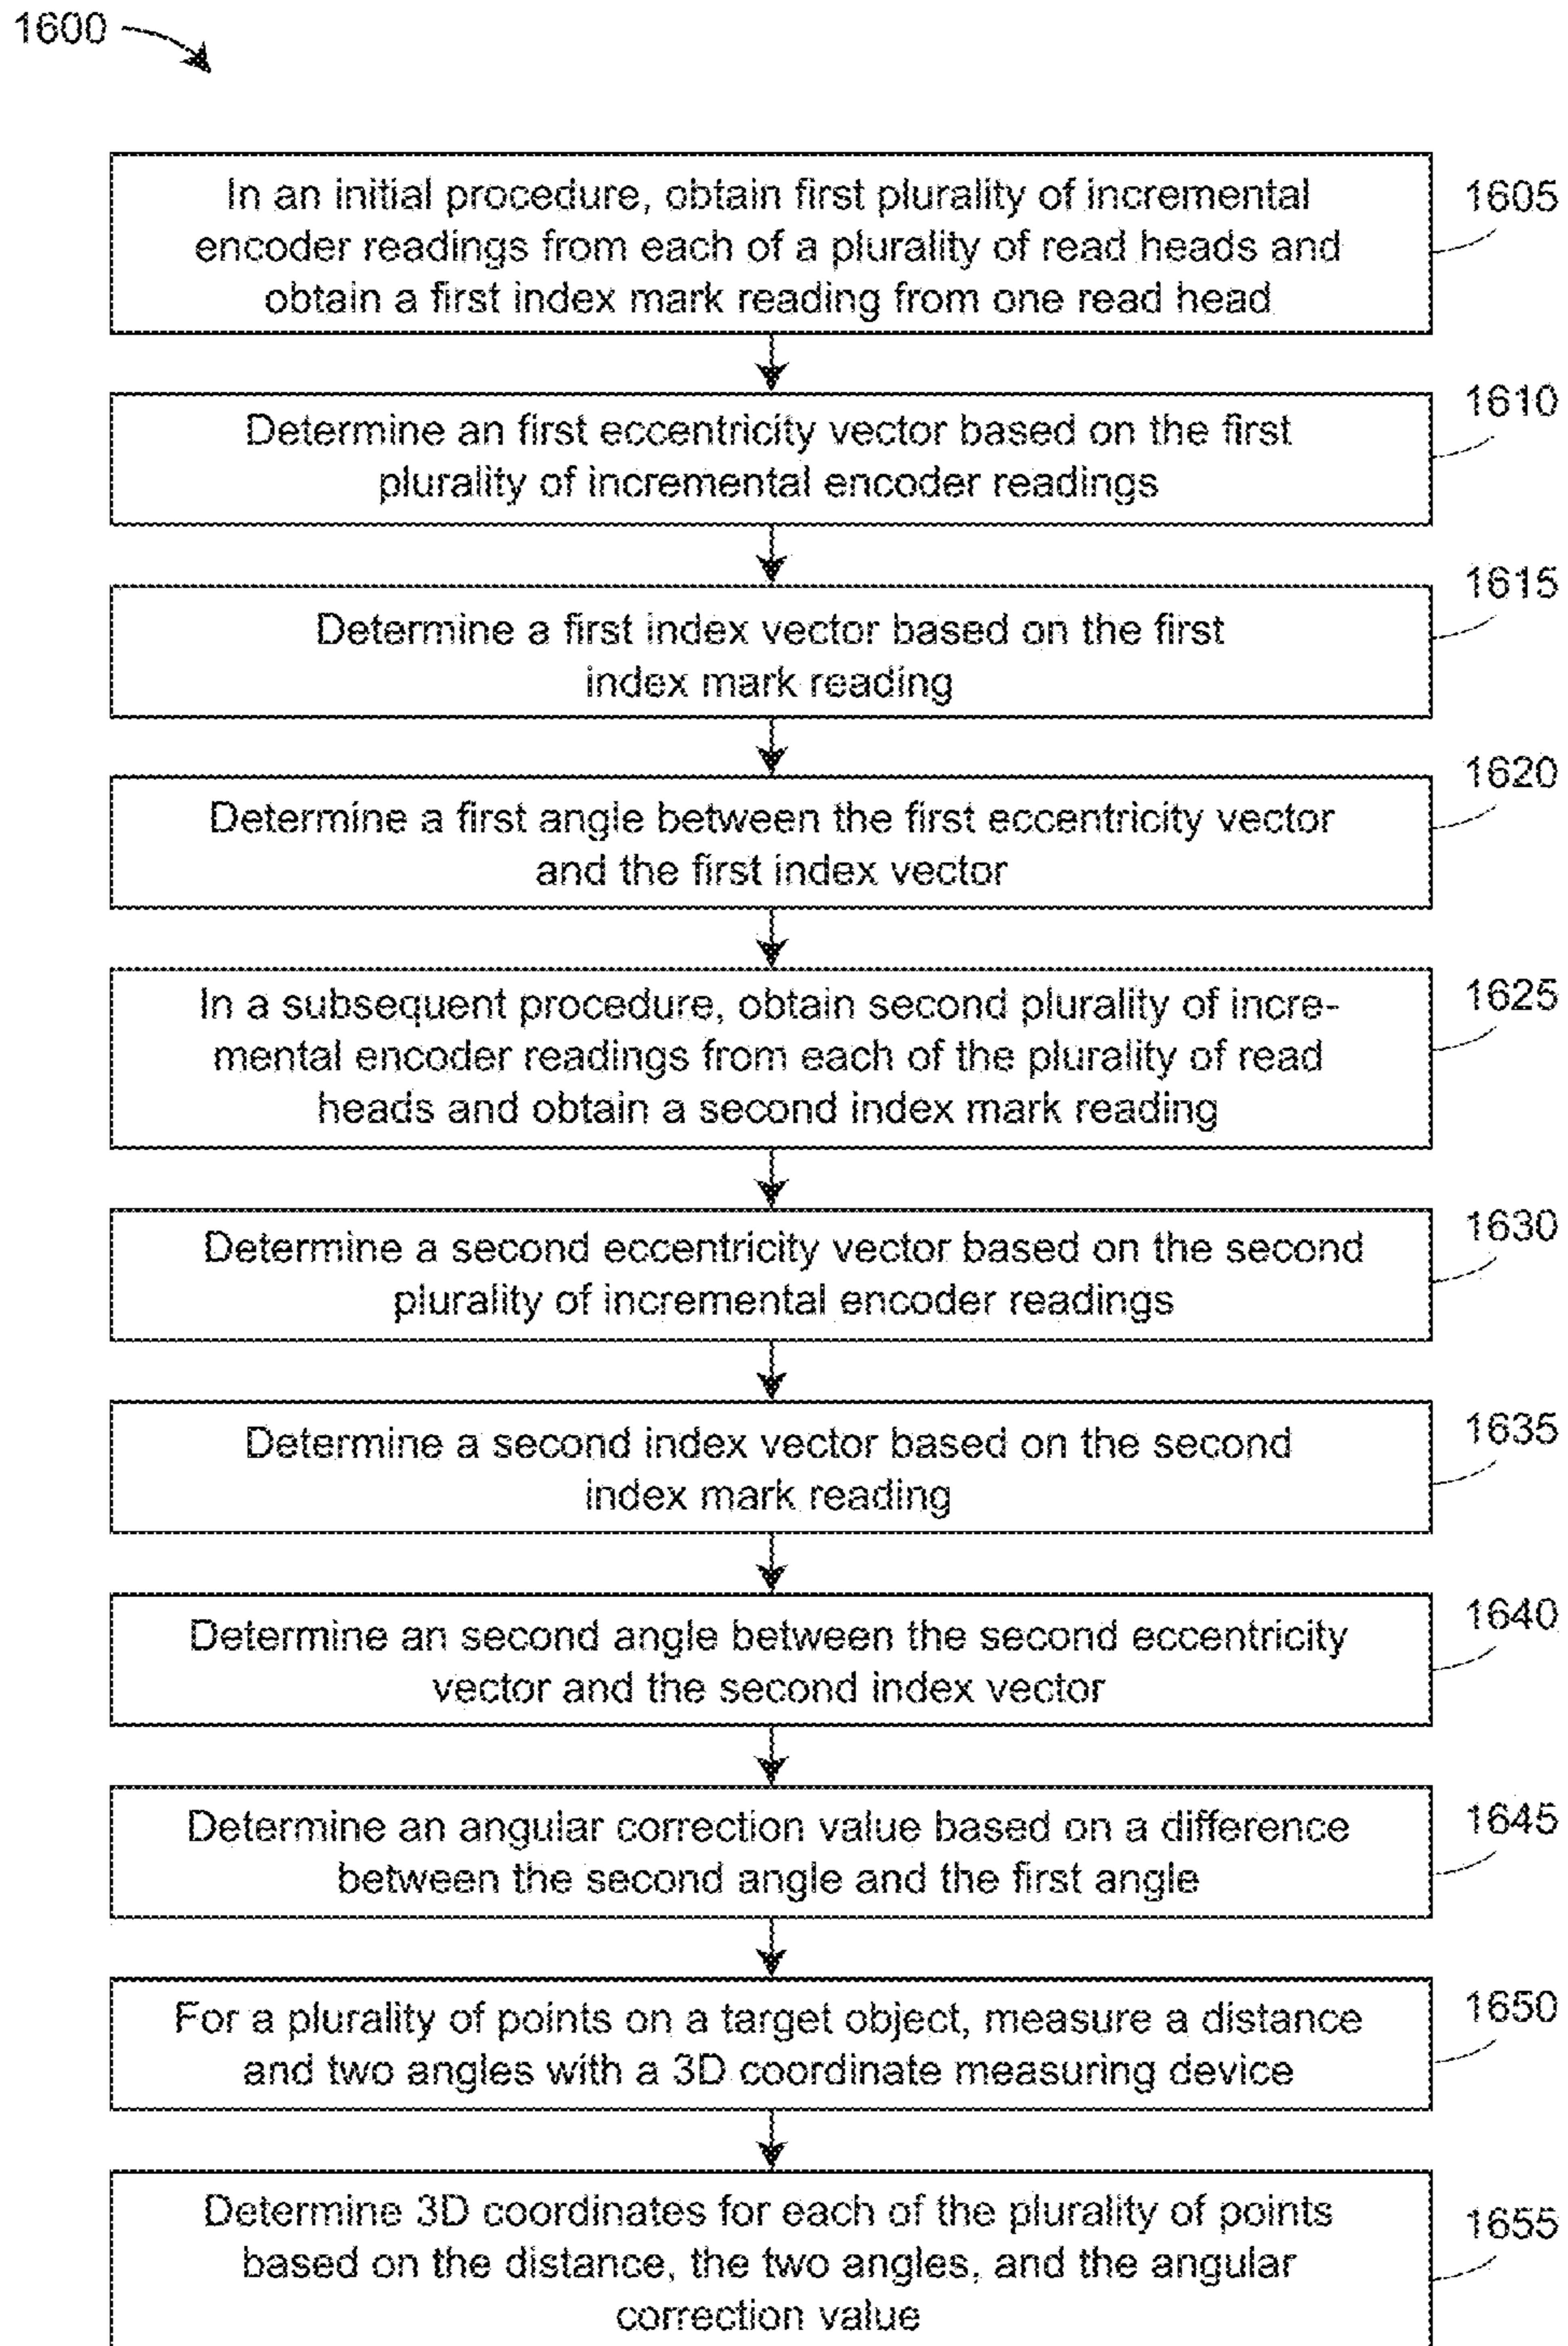 1600
In an initial procedure, obtain first plurality of incremental
encoder readings from each of a plurality of read heads and
obtain a first index mark reading from one read head
1605
Determine an first eccentricity vector based on the first
plurality of incremental encoder readings
1610
Determine a first index vector based on the first
index mark reading
1615
Determine a first angle between the first eccentricity vector
and the first index vector
1620
In a subsequent procedure, obtain second plurality of incre-
mental encoder readings from each of the plurality of read
heads and obtain a second index mark reading
1625
Determine a second eccentricity vector based on the second
plurality of incremental encoder readings
1630
Determine a second index vector based on the second
index mark reading
1635
Determine an second angle between the second eccentricity
vector and the second index vector
1640
Determine an angular correction value based on a difference
between the second angle and the first angle
1645
For a plurality of points on a target object, measure a distance
and two angles with a 3D coordinate measuring device
1650
Determine 3D coordinates for each of the plurality of points
based on the distance, the two angles, and the angular
correction value
1655